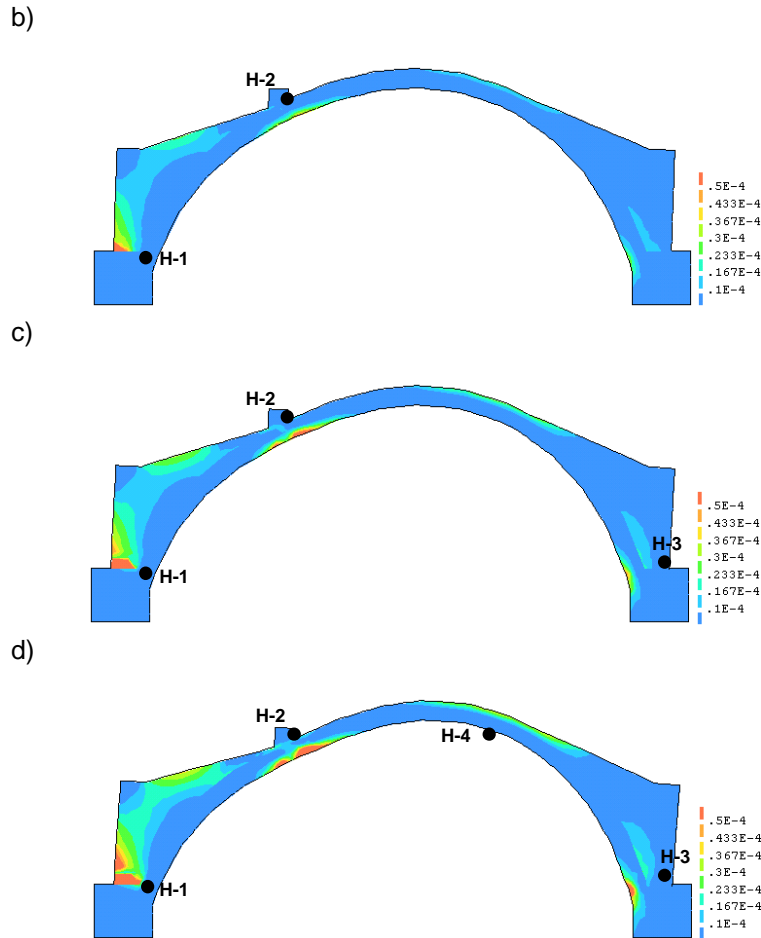 b)
H-2
H-1
.5E-4
.433E-4
.367E-4
.3E-4
.233E-4
.167E-4
.1E-4
c)
H-2
H-1
H-3
.5E-4
.433E-4
.367E-4
.3E-4
.233E-4
.167E-4
.1E-4
d)
H-2
H-4
H-1
H-3
.5E-4
.433E-4
.367E-4
.3E-4
.233E-4
.167E-4
.1E-4